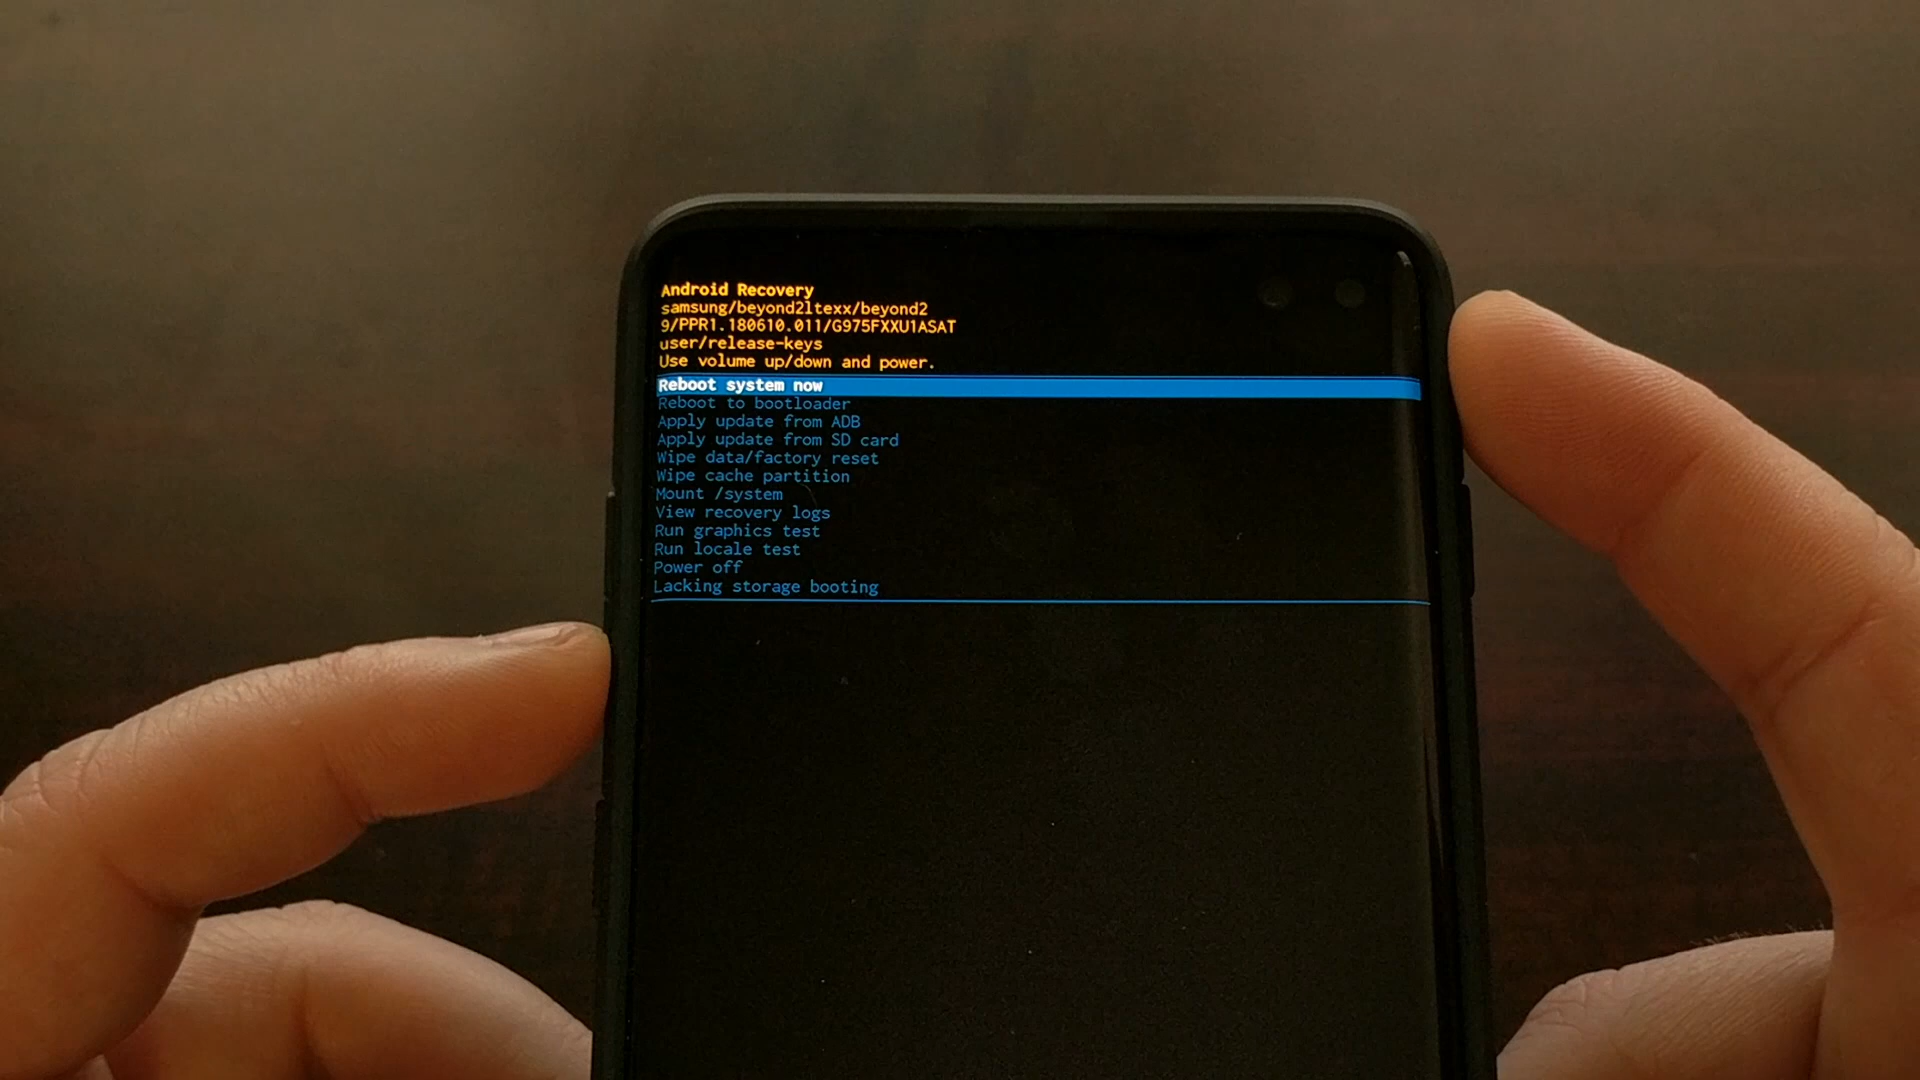 Android Recovery
samsung/beyond2ltexx/beyond2
9/PPR1.180610.011/G975FXXU1ASAT
user/release-keys
Use volume up/down and power.
Reboot system now
Reboot to bootloader
Apply update from ADB
Apply update from SD card
Wipe data/factory reset
Wipe cache partition
Mount /system
View recovery logs
Run graphics test
Run locale test
Power off
Lacking storage booting